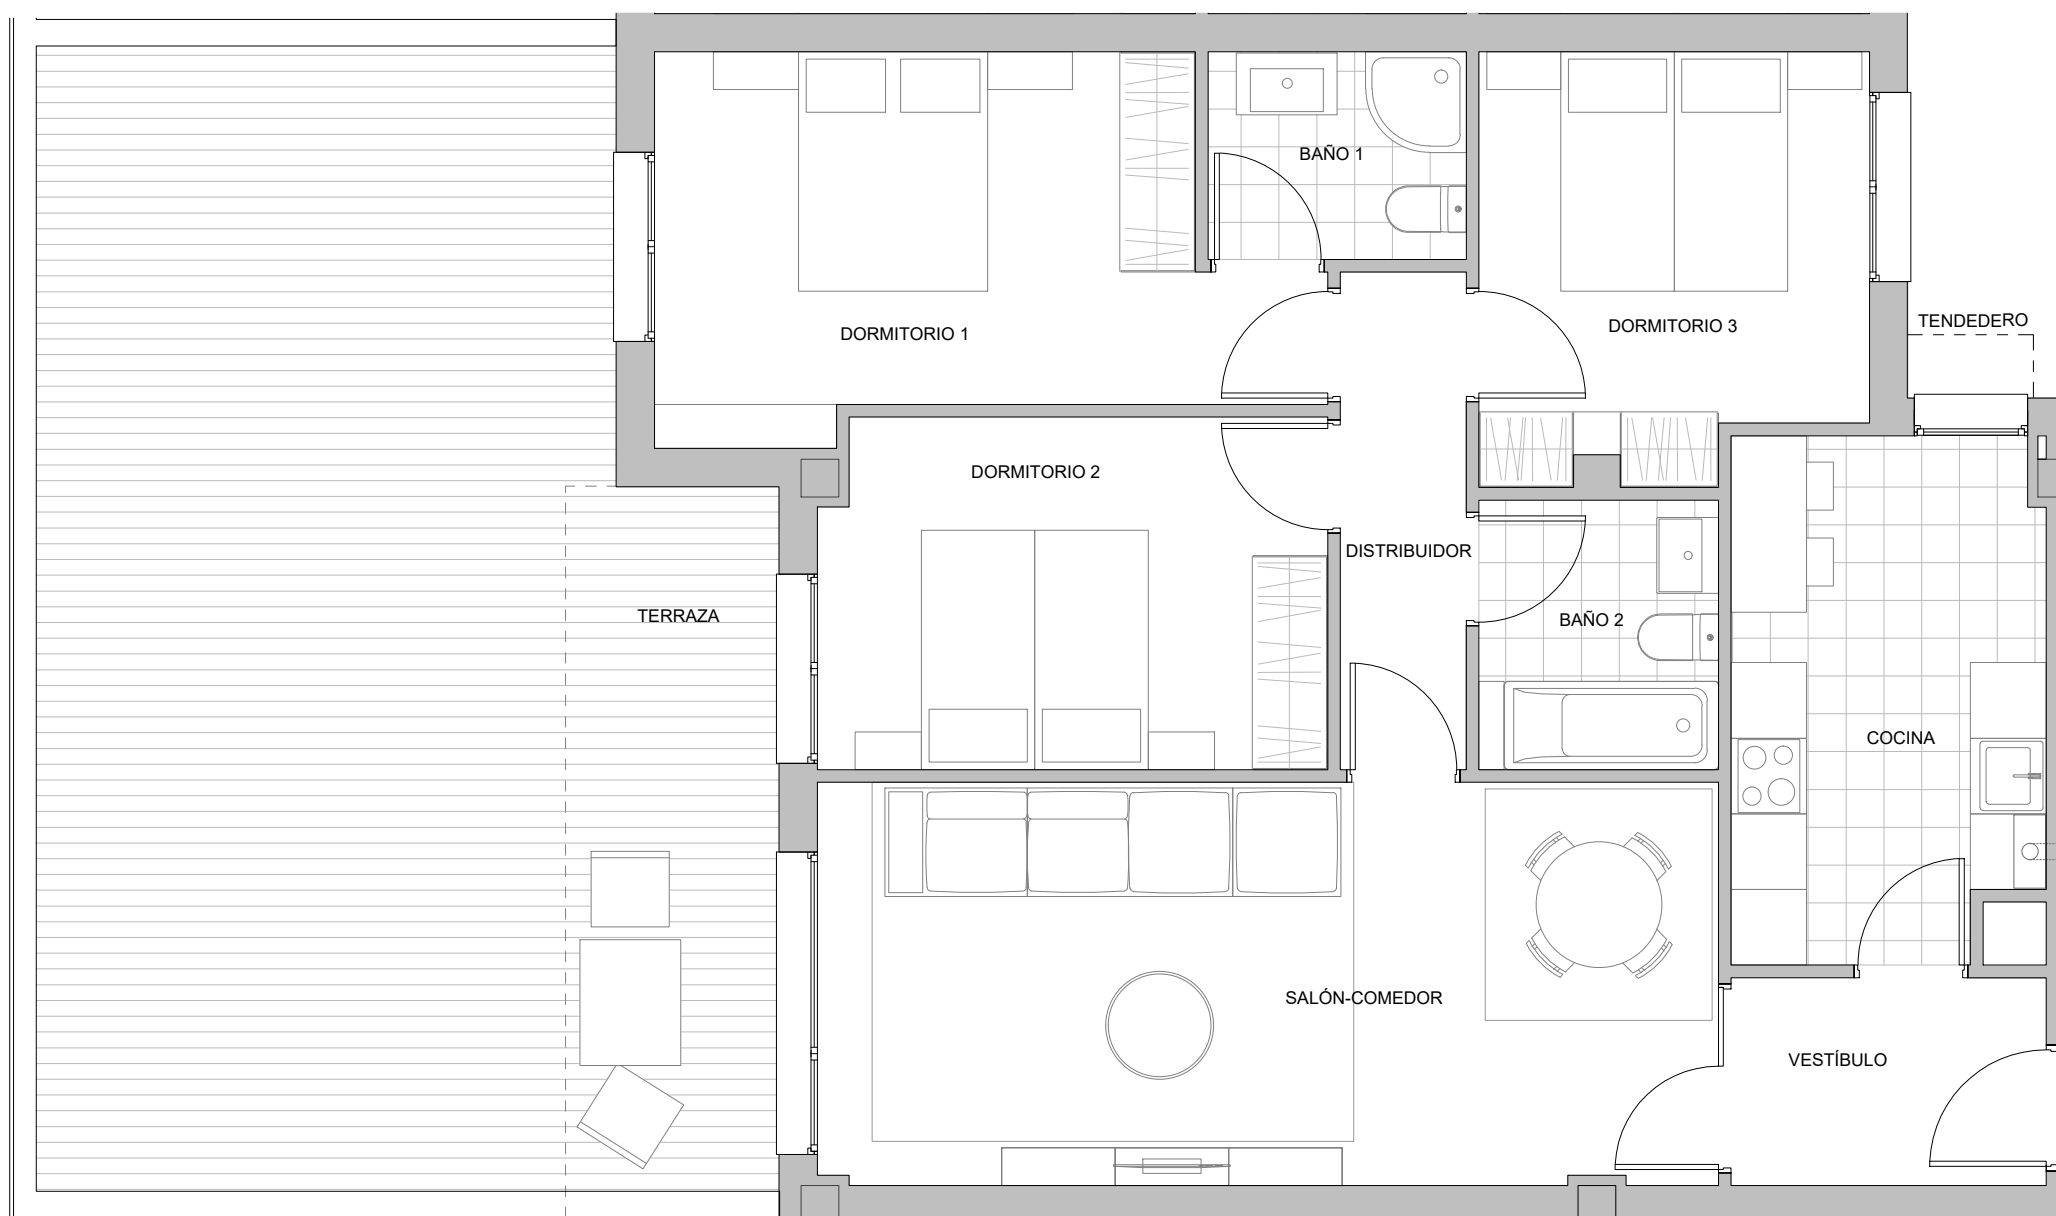 BAÑO 1
TENDEDERO
DORMITORIO 3
DORMITORIO 1
DORMITORIO 2
DISTRIBUIDOR
TERRAZA
BAÑO 2
COCINA
SALÓN-COMEDOR
VESTÍBULO